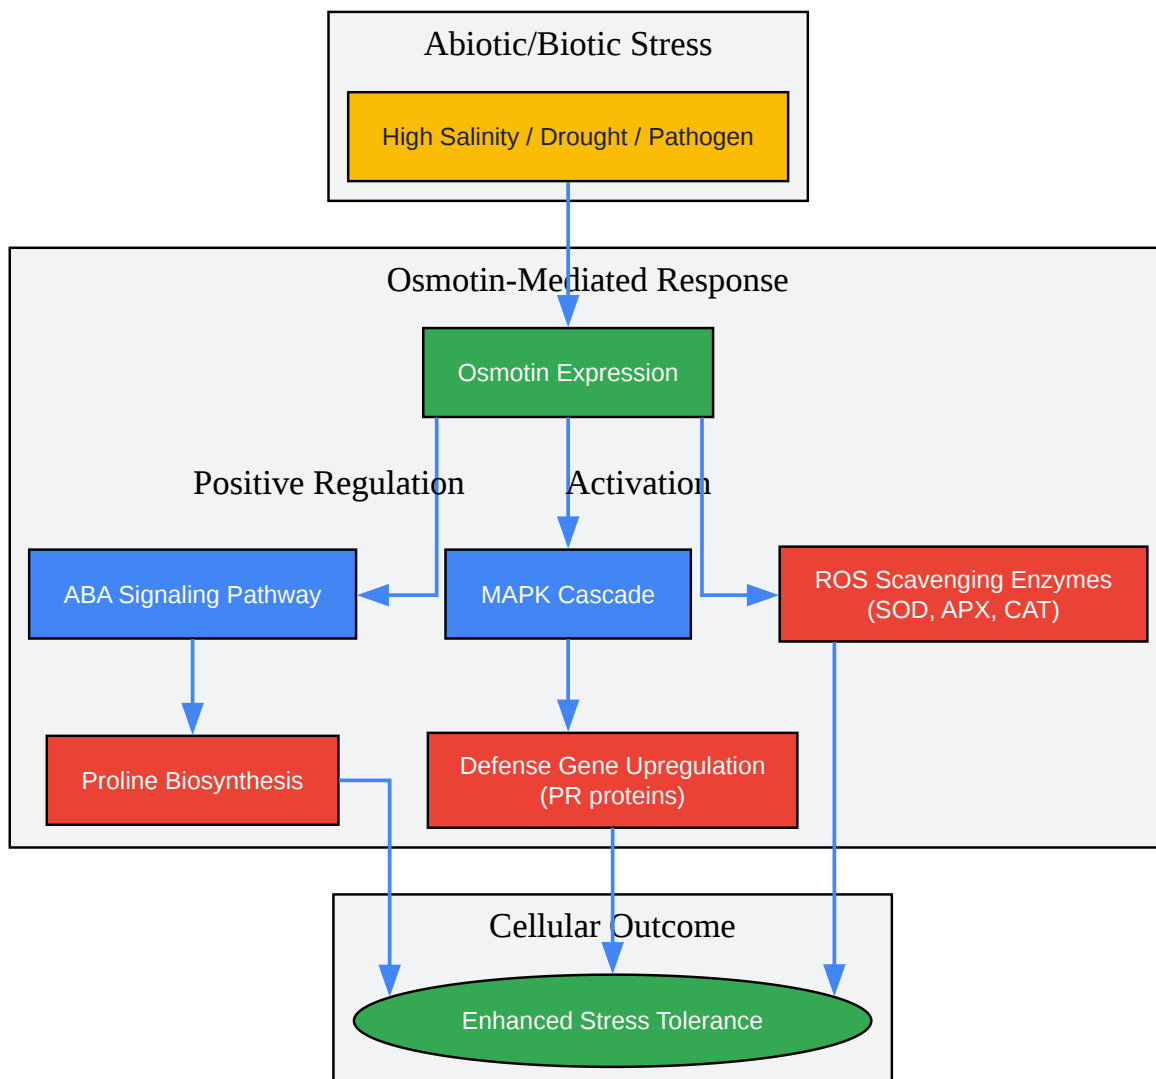 Abiotic/Biotic Stress
High Salinity / Drought / Pathogen
Osmotin-Mediated Response
Osmotin Expression
Positive Regulation
Activation
ABA Signaling Pathway
MAPK Cascade
ROS Scavenging Enzymes
(SOD, APX, CAT)
Proline Biosynthesis
Defense Gene Upregulation
(PR proteins)
Cellular Outcome
Enhanced Stress Tolerance